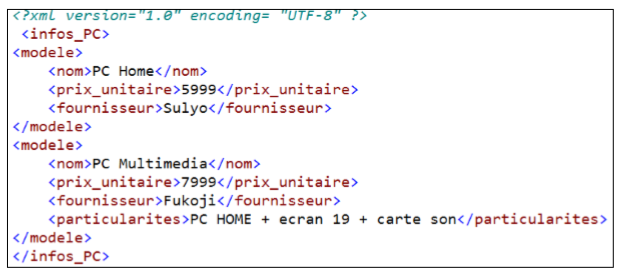 <?xml version="1.0" encoding= "UTF-8" ?>
<infos_PC>
<modele>
<nom>PC Home</nom>
<prix_unitaire>5999</prix_unitaire>
<fournisseur>Sulyo</fournisseur>
</modele>
<modele>
<nom>PC Multimedia</nom>
<prix_unitaire>7999</prix_unitaire>
<fournisseur>Fukoji</fournisseur>
<particularites>PC HOME + ecran 19 + carte son</particularites>
</modele>
</infos_PC>